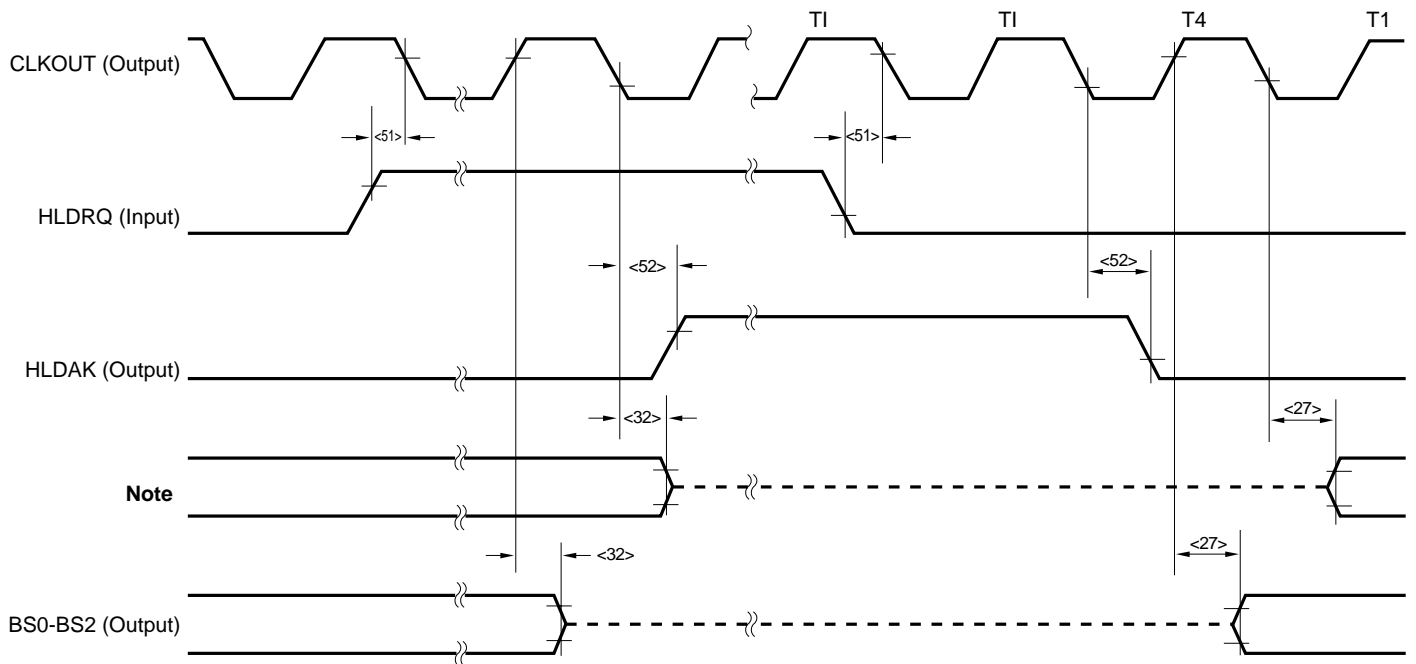 TI TI T4 T1
CLKOUT (Output)
<51> <51>
HLDRQ (Input)
<52> <52>
HLDAK (Output)
<32> <27>
Note
<32> <27>
BS0-BS2 (Output)